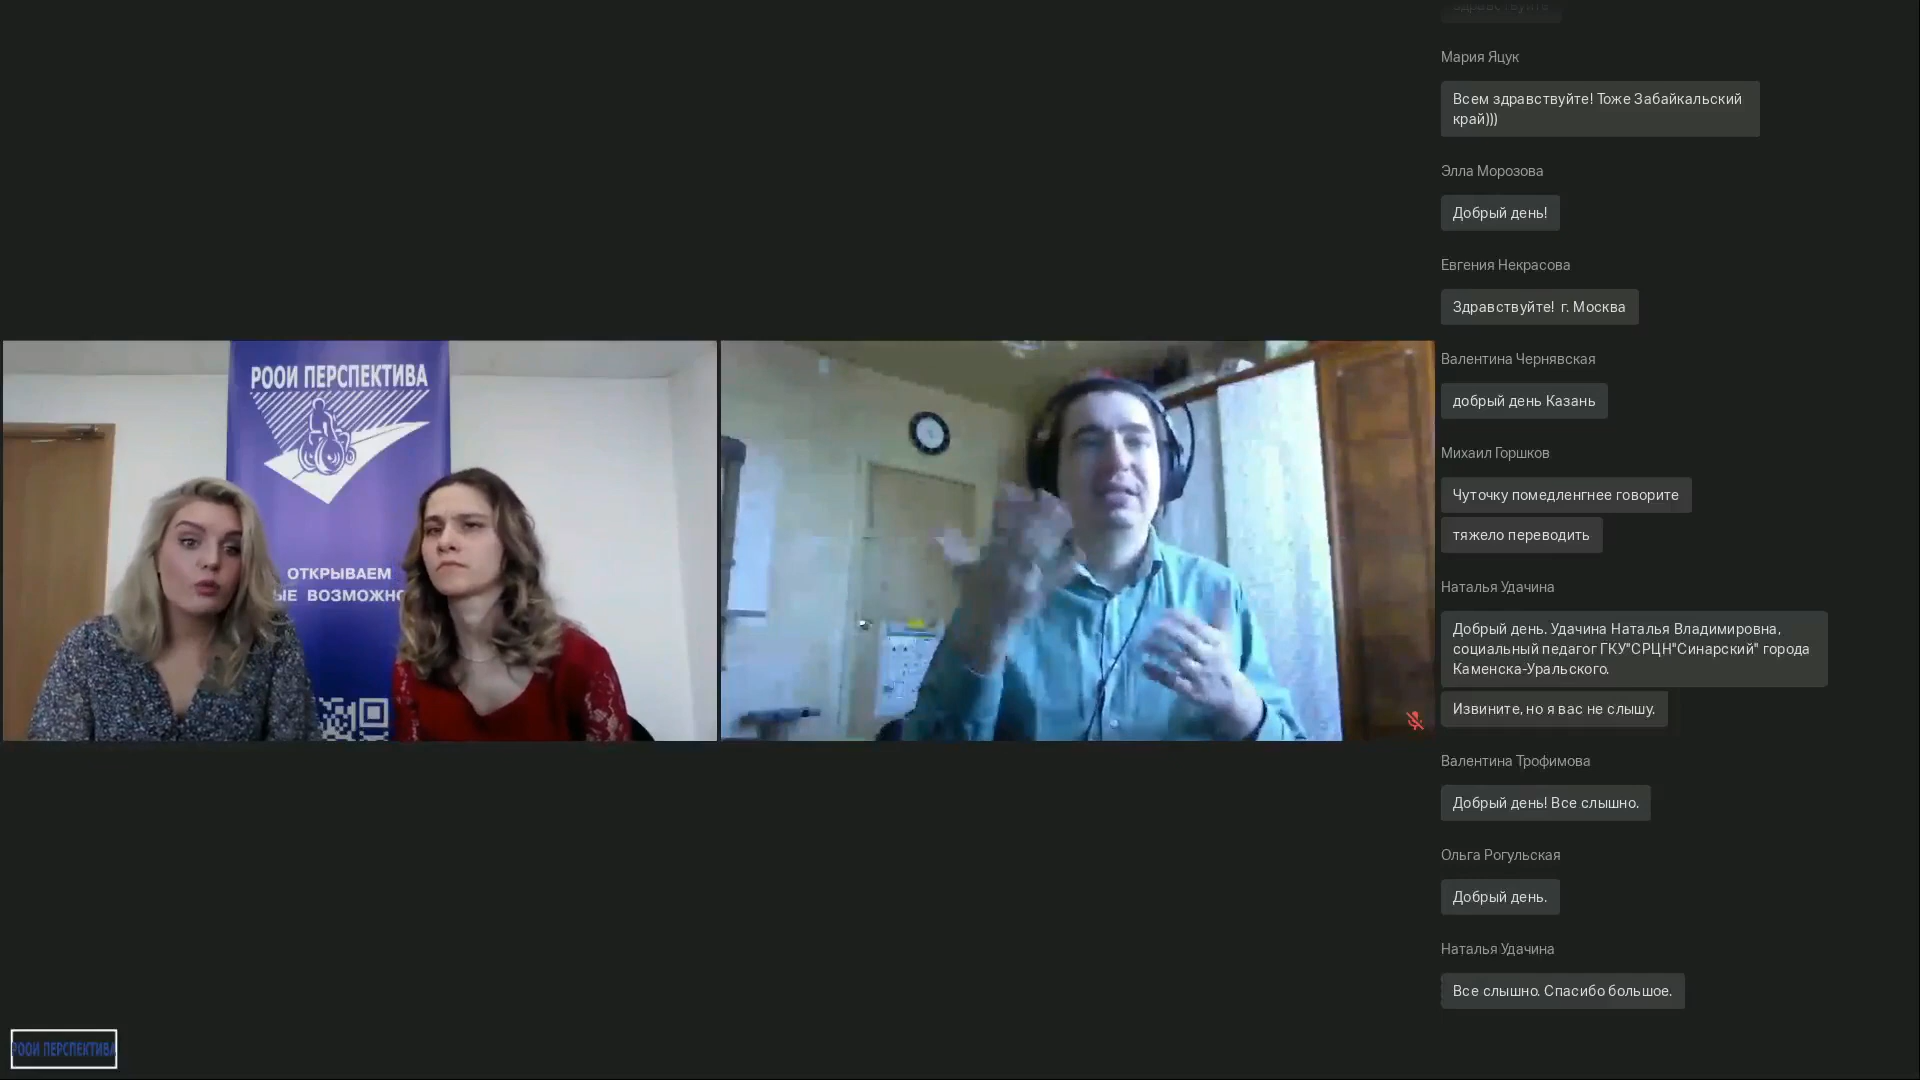 РООИ ПЕРСПЕКТИВА
ОТКРЫВАЕМ
ЫЕ ВОЗМОЖНО
РООИ ПЕРСПЕКТИВА
Здравствуйте
Мария Яцук
Всем здравствуйте! Тоже Забайкальский
край)))
Элла Морозова
Добрый день!
Евгения Некрасова
Здравствуйте! г. Москва
Валентина Чернявская
добрый день Казань
Михаил Горшков
Чуточку помедленгнее говорите
тяжело переводить
Наталья Удачина
Добрый день. Удачина Наталья Владимировна,
социальный педагог ГКУ"СРЦН"Синарский" города
Каменска-Уральского.
Извините, но я вас не слышу.
Валентина Трофимова
Добрый день! Все слышно.
Ольга Рогульская
Добрый день.
Наталья Удачина
Все слышно. Спасибо большое.